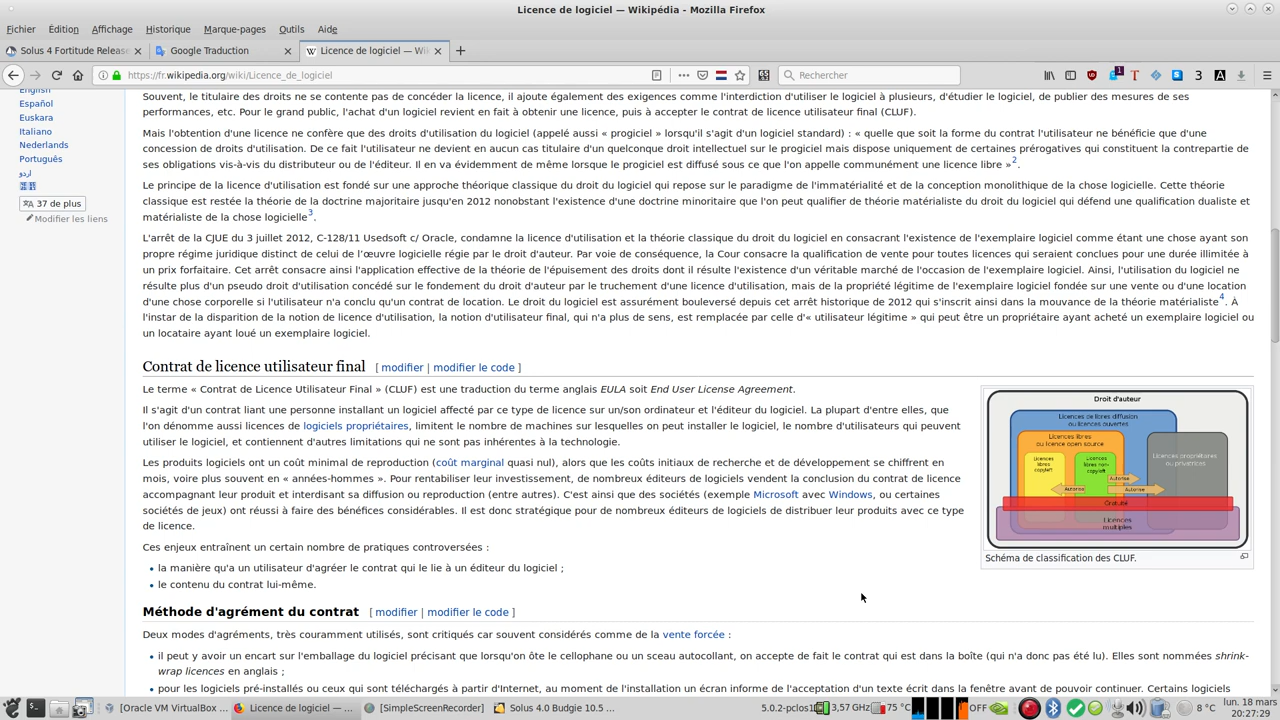 Licence de logiciel — Wikipédia - Mozilla Firefox
Fichier Édition Affichage Historique Marque-pages Outils Aide
Solus 4 Fortitude Release
Google Traduction
Licence de logiciel — Wi
https://fr.wikipedia.org/wiki/Licence_de_logiciel
Rechercher
English
Español
Euskara
Italiano
Nederlands
Português
اردو
37 de plus
Modifier les liens
Souvent, le titulaire des droits ne se contente pas de concéder la licence, il ajoute également des exigences comme l'interdiction d'utiliser le logiciel à plusieurs, d'étudier le logiciel, de publier des mesures de ses
performances, etc. Pour le grand public, l'achat d'un logiciel revient en fait à obtenir une licence, puis à accepter le contrat de licence utilisateur final (CLUF).
Mais l'obtention d'une licence ne confère que des droits d'utilisation du logiciel (appelé aussi « progiciel » lorsqu'il s'agit d'un logiciel standard) : « quelle que soit la forme du contrat l'utilisateur ne bénéficie que d'une
concession de droits d'utilisation. De ce fait l'utilisateur ne devient en aucun cas titulaire d'un quelconque droit intellectuel sur le progiciel mais dispose uniquement de certaines prérogatives qui constituent la contrepartie de
ses obligations vis-à-vis du distributeur ou de l'éditeur. Il en va évidemment de même lorsque le progiciel est diffusé sous ce que l'on appelle communément une licence libre »2.
Le principe de la licence d'utilisation est fondé sur une approche théorique classique du droit du logiciel qui repose sur le paradigme de l'immatérialité et de la conception monolithique de la chose logicielle. Cette théorie
classique est restée la théorie de la doctrine majoritaire jusqu'en 2012 nonobstant l'existence d'une doctrine minoritaire que l'on peut qualifier de théorie matérialiste du droit du logiciel qui défend une qualification dualiste et
matérialiste de la chose logicielle3.
L'arrêt de la CJUE du 3 juillet 2012, C-128/11 Usedsoft c/ Oracle, condamne la licence d'utilisation et la théorie classique du droit du logiciel en consacrant l'existence de l'exemplaire logiciel comme étant une chose ayant son
propre régime juridique distinct de celui de l'œuvre logicielle régie par le droit d'auteur. Par voie de conséquence, la Cour consacre la qualification de vente pour toutes licences qui seraient conclues pour une durée illimitée à
un prix forfaitaire. Cet arrêt consacre ainsi l'application effective de la théorie de l'épuisement des droits dont il résulte l'existence d'un véritable marché de l'occasion de l'exemplaire logiciel. Ainsi, l'utilisation du logiciel ne
résulte plus d'un pseudo droit d'utilisation concédé sur le fondement du droit d'auteur par le truchement d'une licence d'utilisation, mais de la propriété légitime de l'exemplaire logiciel fondée sur une vente ou d'une location
d'une chose corporelle si l'utilisateur n'a conclu qu'un contrat de location. Le droit du logiciel est assurément bouleversé depuis cet arrêt historique de 2012 qui s'inscrit ainsi dans la mouvance de la théorie matérialiste4. À
l'instar de la disparition de la notion de licence d'utilisation, la notion d'utilisateur final, qui n'a plus de sens, est remplacée par celle d'« utilisateur légitime » qui peut être un propriétaire ayant acheté un exemplaire logiciel ou
un locataire ayant loué un exemplaire logiciel.
Contrat de licence utilisateur final [ modifier | modifier le code ]
Le terme « Contrat de Licence Utilisateur Final » (CLUF) est une traduction du terme anglais EULA soit End User License Agreement.
Il s'agit d'un contrat liant une personne installant un logiciel affecté par ce type de licence sur un/son ordinateur et l'éditeur du logiciel. La plupart d'entre elles, que
l'on dénomme aussi licences de logiciels propriétaires, limitent le nombre de machines sur lesquelles on peut installer le logiciel, le nombre d'utilisateurs qui peuvent
utiliser le logiciel, et contiennent d'autres limitations qui ne sont pas inhérentes à la technologie.
Les produits logiciels ont un coût minimal de reproduction (coût marginal quasi nul), alors que les coûts initiaux de recherche et de développement se chiffrent en
mois, voire plus souvent en « années-hommes ». Pour rentabiliser leur investissement, de nombreux éditeurs de logiciels vendent la conclusion du contrat de licence
accompagnant leur produit et interdisant sa diffusion ou reproduction (entre autres). C'est ainsi que des sociétés (exemple Microsoft avec Windows, ou certaines
sociétés de jeux) ont réussi à faire des bénéfices considérables. Il est donc stratégique pour de nombreux éditeurs de logiciels de distribuer leur produits avec ce type
de licence.
Ces enjeux entraînent un certain nombre de pratiques controversées :
• la manière qu'a un utilisateur d'agréer le contrat qui le lie à un éditeur du logiciel ;
• le contenu du contrat lui-même.
Droit d'auteur
Licences de libres diffusion
ou licences ouvertes
Licences libres
ou licence open source
Licences
libres
copyleft
Licences
libres non-
copyleft
Licences propriétaires
ou privatrices
Autorise
Autorise
Autorise
Gratuité
Licences
multiples
Schéma de classification des CLUF.
Méthode d'agrément du contrat [ modifier | modifier le code ]
Deux modes d'agréments, très couramment utilisés, sont critiqués car souvent considérés comme de la vente forcée :
• il peut y avoir un encart sur l'emballage du logiciel précisant que lorsqu'on ôte le cellophane ou un sceau autocollant, on accepte de fait le contrat qui est dans la boîte (qui n'a donc pas été lu). Elles sont nommées shrink-
wrap licences en anglais ;
• pour les logiciels pré-installés ou ceux qui sont téléchargés à partir d'Internet, au moment de l'installation un écran informe de l'acceptation d'un texte écrit dans la fenêtre avant de pouvoir continuer. Certains logiciels
[Oracle VM VirtualBox
Licence de logiciel — ...
[SimpleScreenRecorder]
Solus 4.0 Budgie 10.5 ...
5.0.2-pclos1
3,57 GHz
75 °C
OFF
8 °C
lun. 18 mars
20:27:29